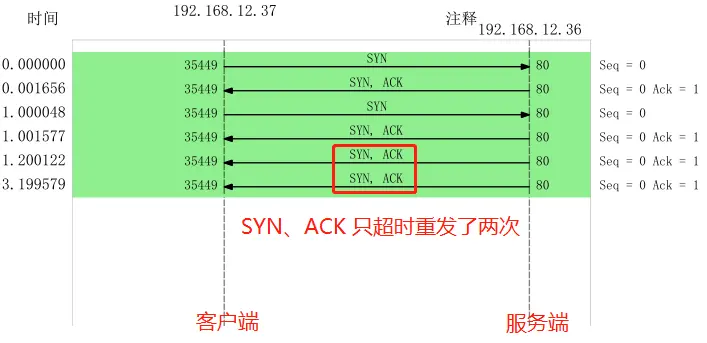 时间 192.168.12.37 注释 192.168.12.36
0.000000 35449 SYN 80 Seq = 0
0.001656 35449 SYN, ACK 80 Seq = 0 Ack = 1
1.000048 35449 SYN 80 Seq = 0
1.001577 35449 SYN, ACK 80 Seq = 0 Ack = 1
1.200122 35449 SYN, ACK 80 Seq = 0 Ack = 1
3.199579 35449 SYN, ACK 80 Seq = 0 Ack = 1
SYN、ACK 只超时重发了两次
客户端 服务端